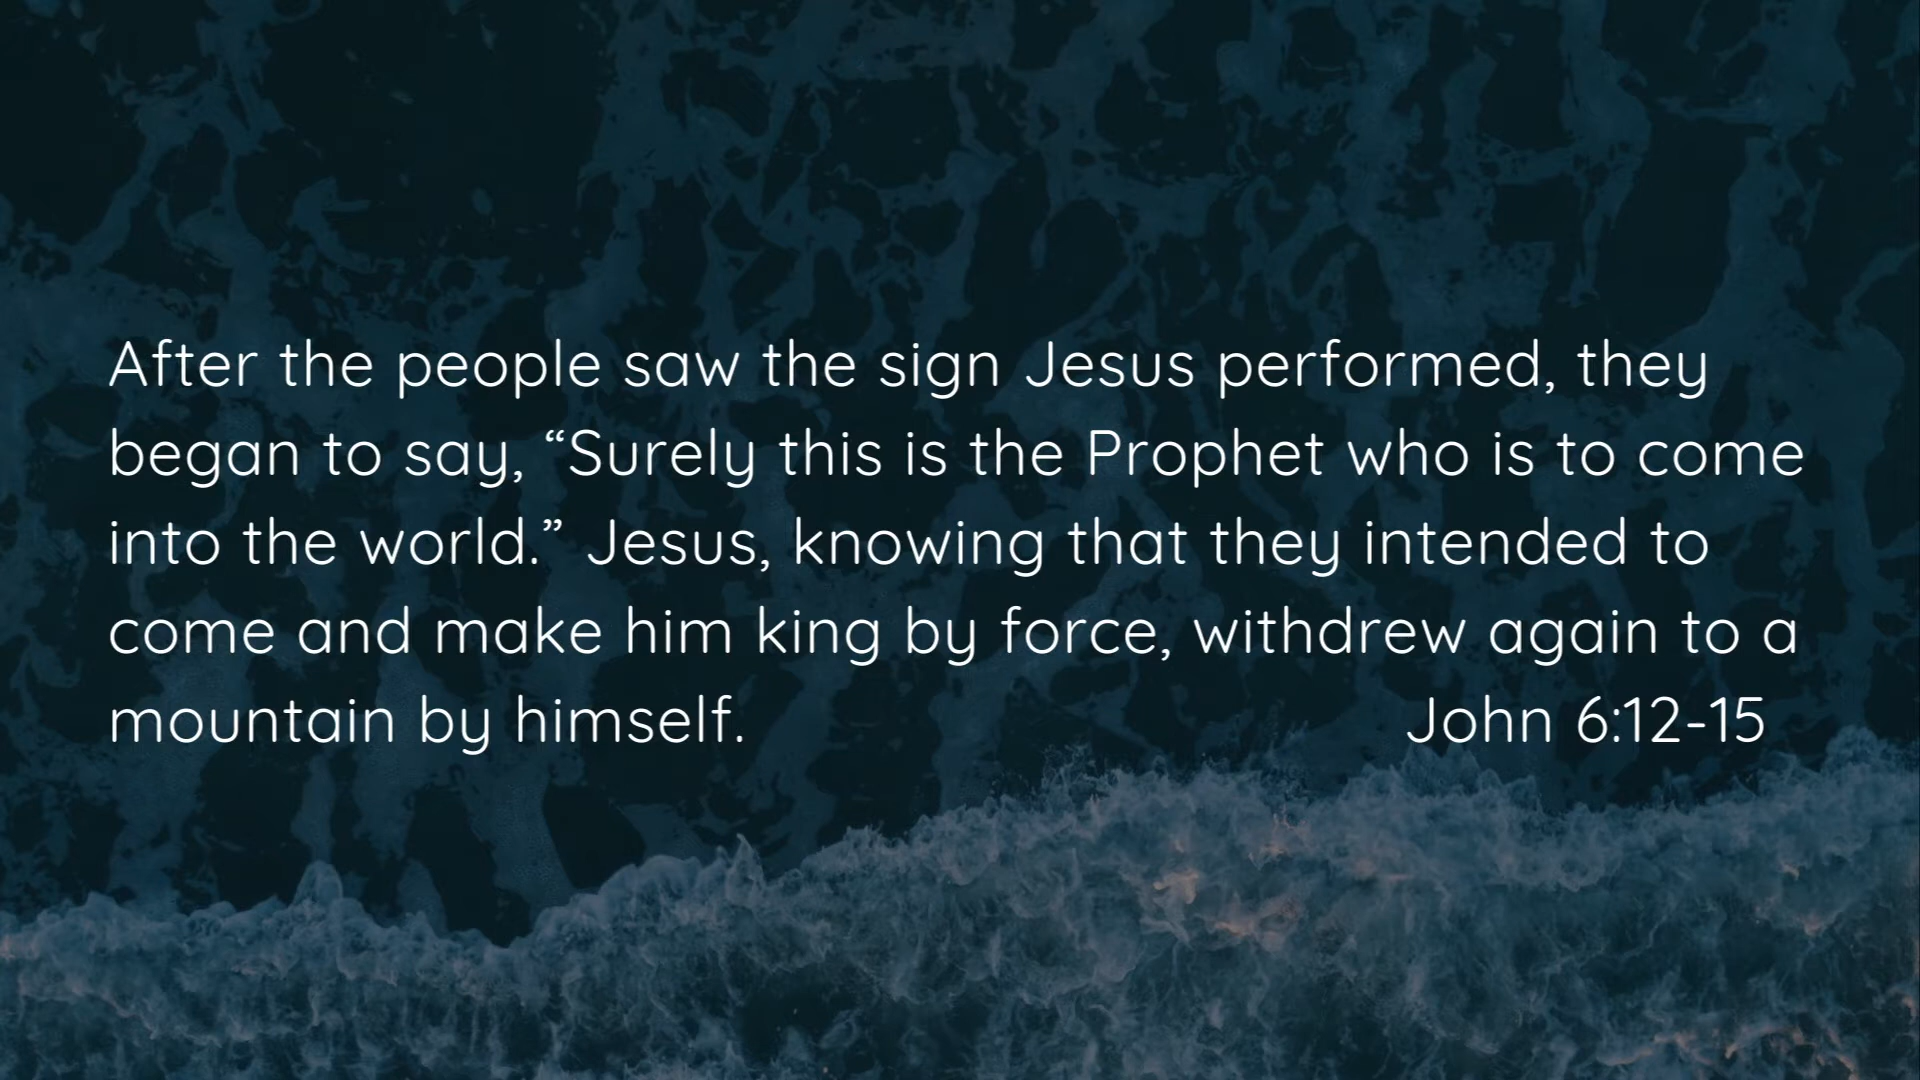 After the people saw the sign Jesus performed, they
began to say, “Surely this is the Prophet who is to come
into the world.” Jesus, knowing that they intended to
come and make him king by force, withdrew again to a
mountain by himself. John 6:12-15